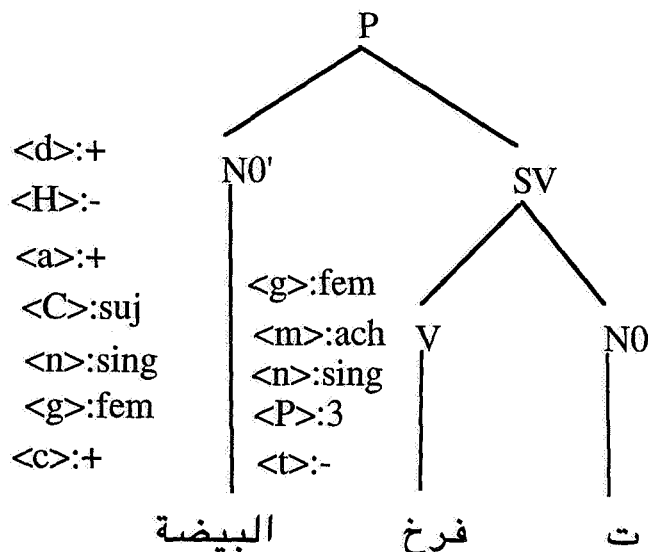 P
<d>:+
N0'
SV
<H>:-
<a>:+
<g>:fem
<C>:suj
<m>:ach
V
N0
<n>:sing
<n>:sing
<g>:fem
<P>:3
<c>:+
<t>:-
البيضة
فرخ
ت